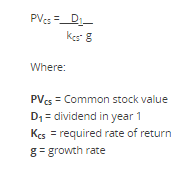 PVcs = D1
Kcs- g
Where:
PVcs = Common stock value
D1 = dividend in year 1
Kcs = required rate of return
g = growth rate